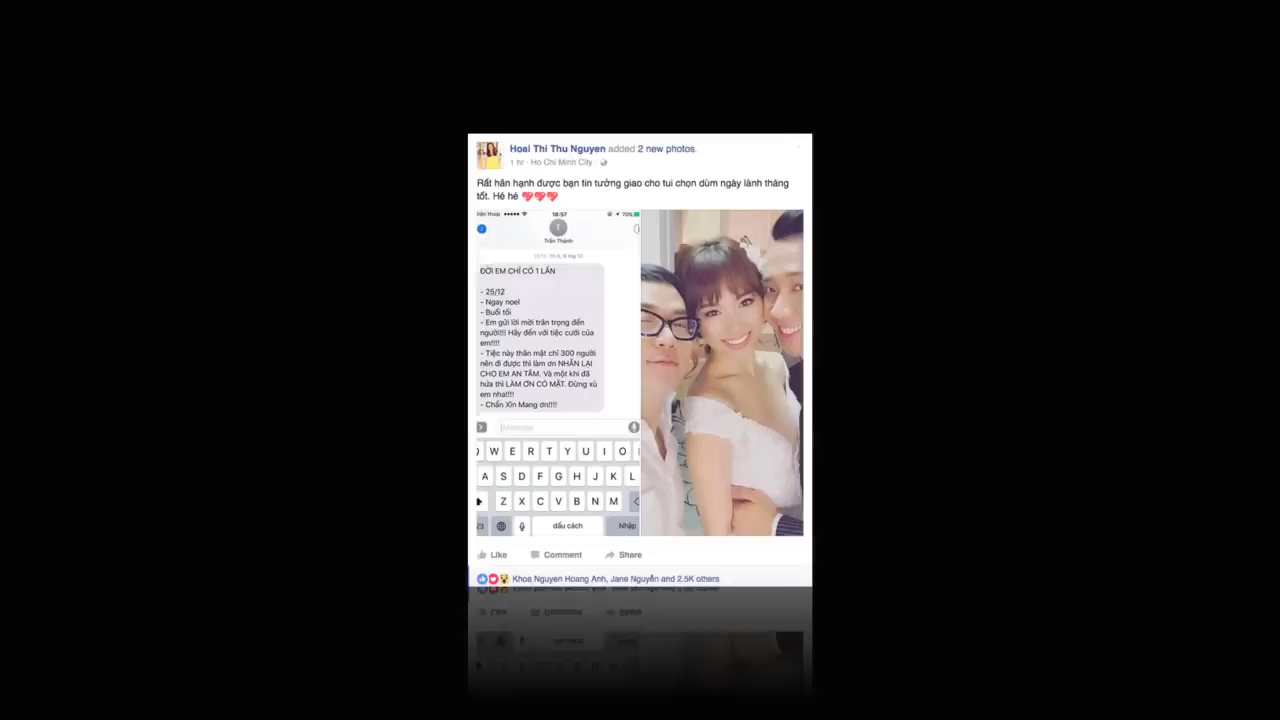 Hoai Thi Thu Nguyen added 2 new photos.
1 hr · Ho Chi Minh City ·
Rất hân hạnh được bạn tin tưởng giao cho tui chọn dùm ngày lành tháng
tốt. Hé hé 💖💖💖
18:57
70%
T
Trấn Thành
ĐỜI EM CHỈ CÓ 1 LẦN
- 25/12
- Ngay noel
- Buổi tối
- Em gửi lời mời trân trọng đến
người!!! Hãy đến với tiệc cưới của
em!!!!
- Tiệc này thân mật chỉ 300 người
nên đi được thì làm ơn NHẮN LẠI
CHO EM AN TÂM. Và một khi đã
hứa thì LÀM ƠN CÓ MẶT. Đừng xù
em nha!!!!
- Chấn Xin Mang ơn!!!!
iMessage
W E R T Y U I O
A S D F G H J K L
Z X C V B N M
dấu cách Nhập
Like Comment Share
Khoa Nguyen Hoang Anh, Jane Nguyễn and 2.5K others